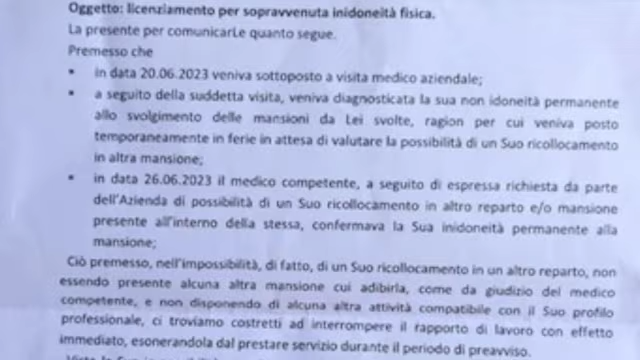 Oggetto: licenziamento per sopravvenuta inidoneità fisica.
La presente per comunicarLe quanto segue.
Premesso che
• in data 20.06.2023 veniva sottoposto a visita medico aziendale;
• a seguito della suddetta visita, veniva diagnosticata la sua non idoneità permanente
allo svolgimento delle mansioni da Lei svolte, ragion per cui veniva posto
temporaneamente in ferie in attesa di valutare la possibilità di un Suo ricollocamento
in altra mansione;
• in data 26.06.2023 il medico competente, a seguito di espressa richiesta da parte
dell'Azienda di possibilità di un Suo ricollocamento in altro reparto e/o mansione
presente all'interno della stessa, confermava la Sua inidoneità permanente alla
mansione;
Ciò premesso, nell'impossibilità, di fatto, di un Suo ricollocamento in un altro reparto, non
essendo presente alcuna altra mansione cui adibirla, come da giudizio del medico
competente, e non disponendo di alcuna altra attività compatibile con il Suo profilo
professionale, ci troviamo costretti ad interrompere il rapporto di lavoro con effetto
immediato, esonerandola dal prestare servizio durante il periodo di preavviso.